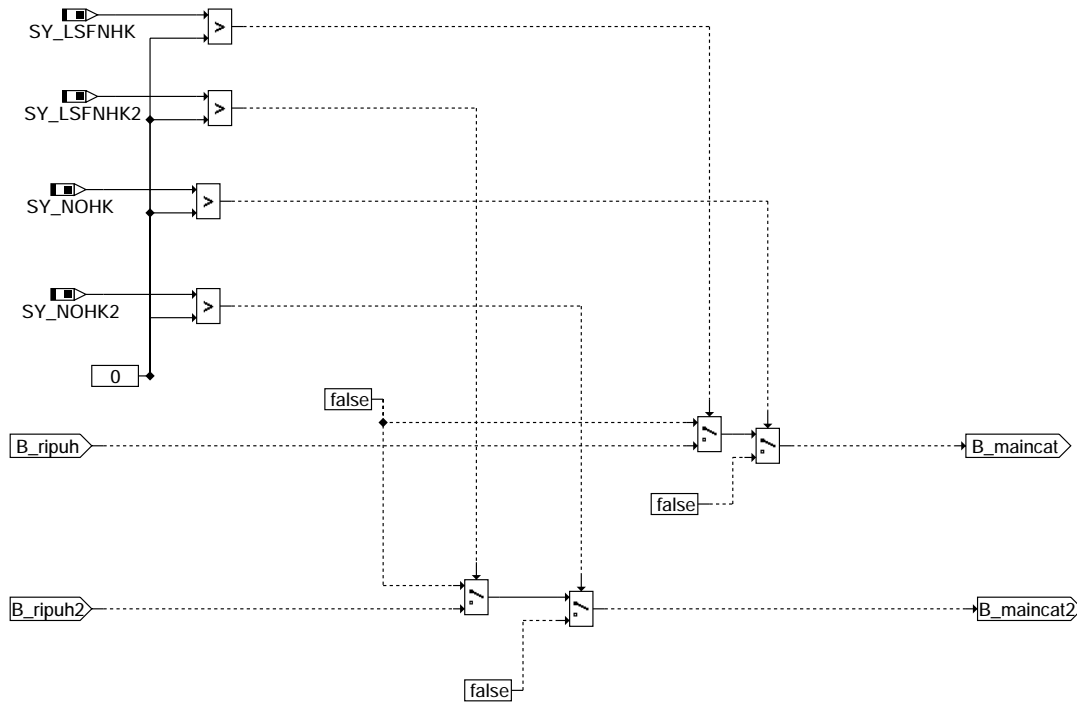 SY_LSFNHK
>
SY_LSFNHK2
>
SY_NOHK
>
SY_NOHK2
>
0
false
B_ripuh
B_maincat
false
B_ripuh2
B_maincat2
false